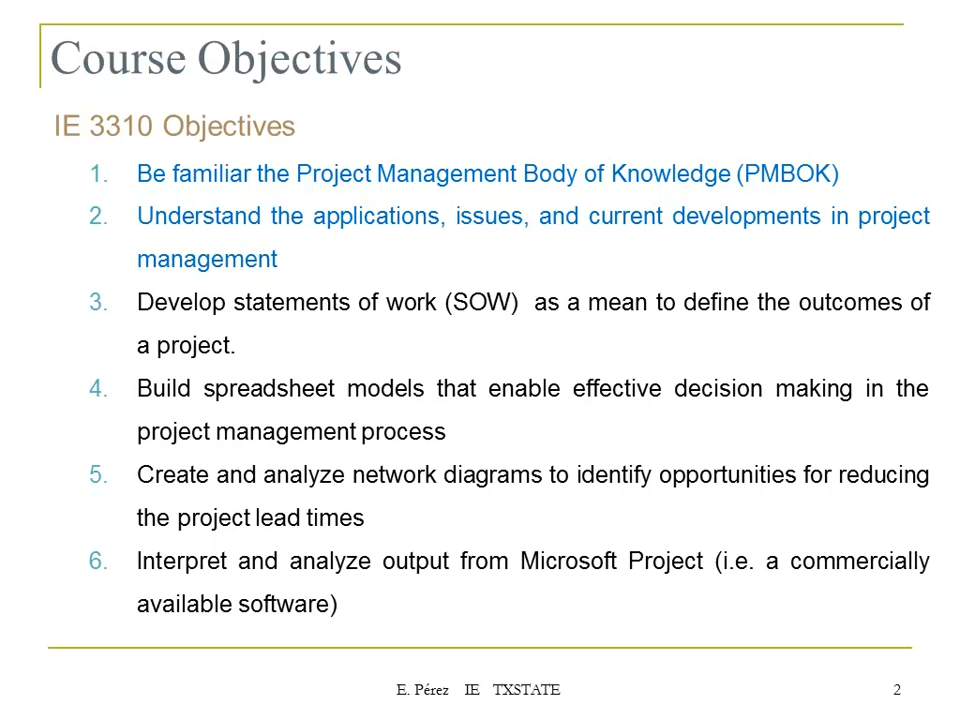 Course Objectives
IE 3310 Objectives
1. Be familiar the Project Management Body of Knowledge (PMBOK)
2. Understand the applications, issues, and current developments in project
management
3. Develop statements of work (SOW) as a mean to define the outcomes of
a project.
4. Build spreadsheet models that enable effective decision making in the
project management process
5. Create and analyze network diagrams to identify opportunities for reducing
the project lead times
6. Interpret and analyze output from Microsoft Project (i.e. a commercially
available software)
E. Pérez IE TXSTATE 2